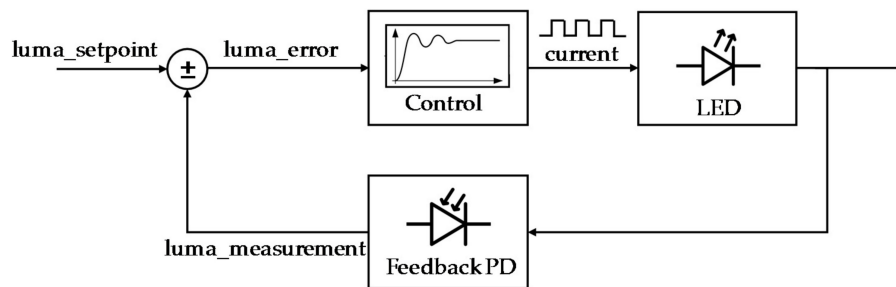 luma_setpoint
±
luma_error
Control
current
LED
luma_measurement
Feedback PD